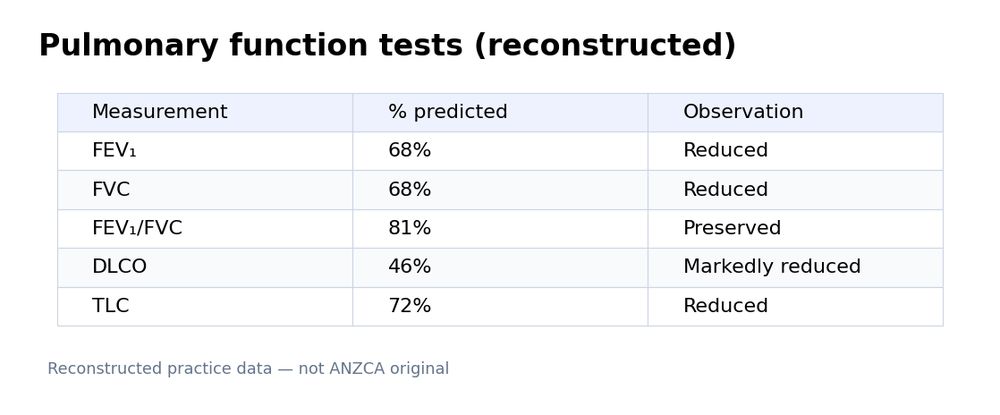 Pulmonary function tests (reconstructed)
Measurement % predicted Observation
FEV₁ 68% Reduced
FVC 68% Reduced
FEV₁/FVC 81% Preserved
DLCO 46% Markedly reduced
TLC 72% Reduced
Reconstructed practice data — not ANZCA original